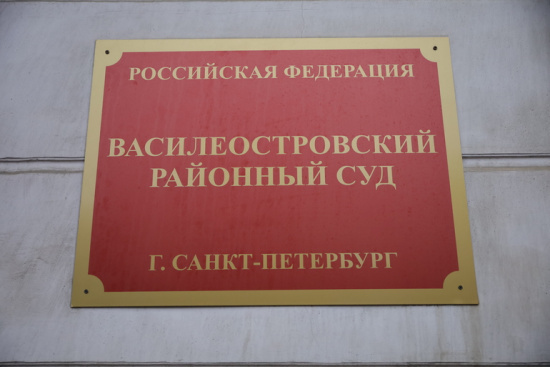 РОССИЙСКАЯ ФЕДЕРАЦИЯ
ВАСИЛЕОСТРОВСКИЙ
РАЙОННЫЙ СУД
Г. САНКТ-ПЕТЕРБУРГ